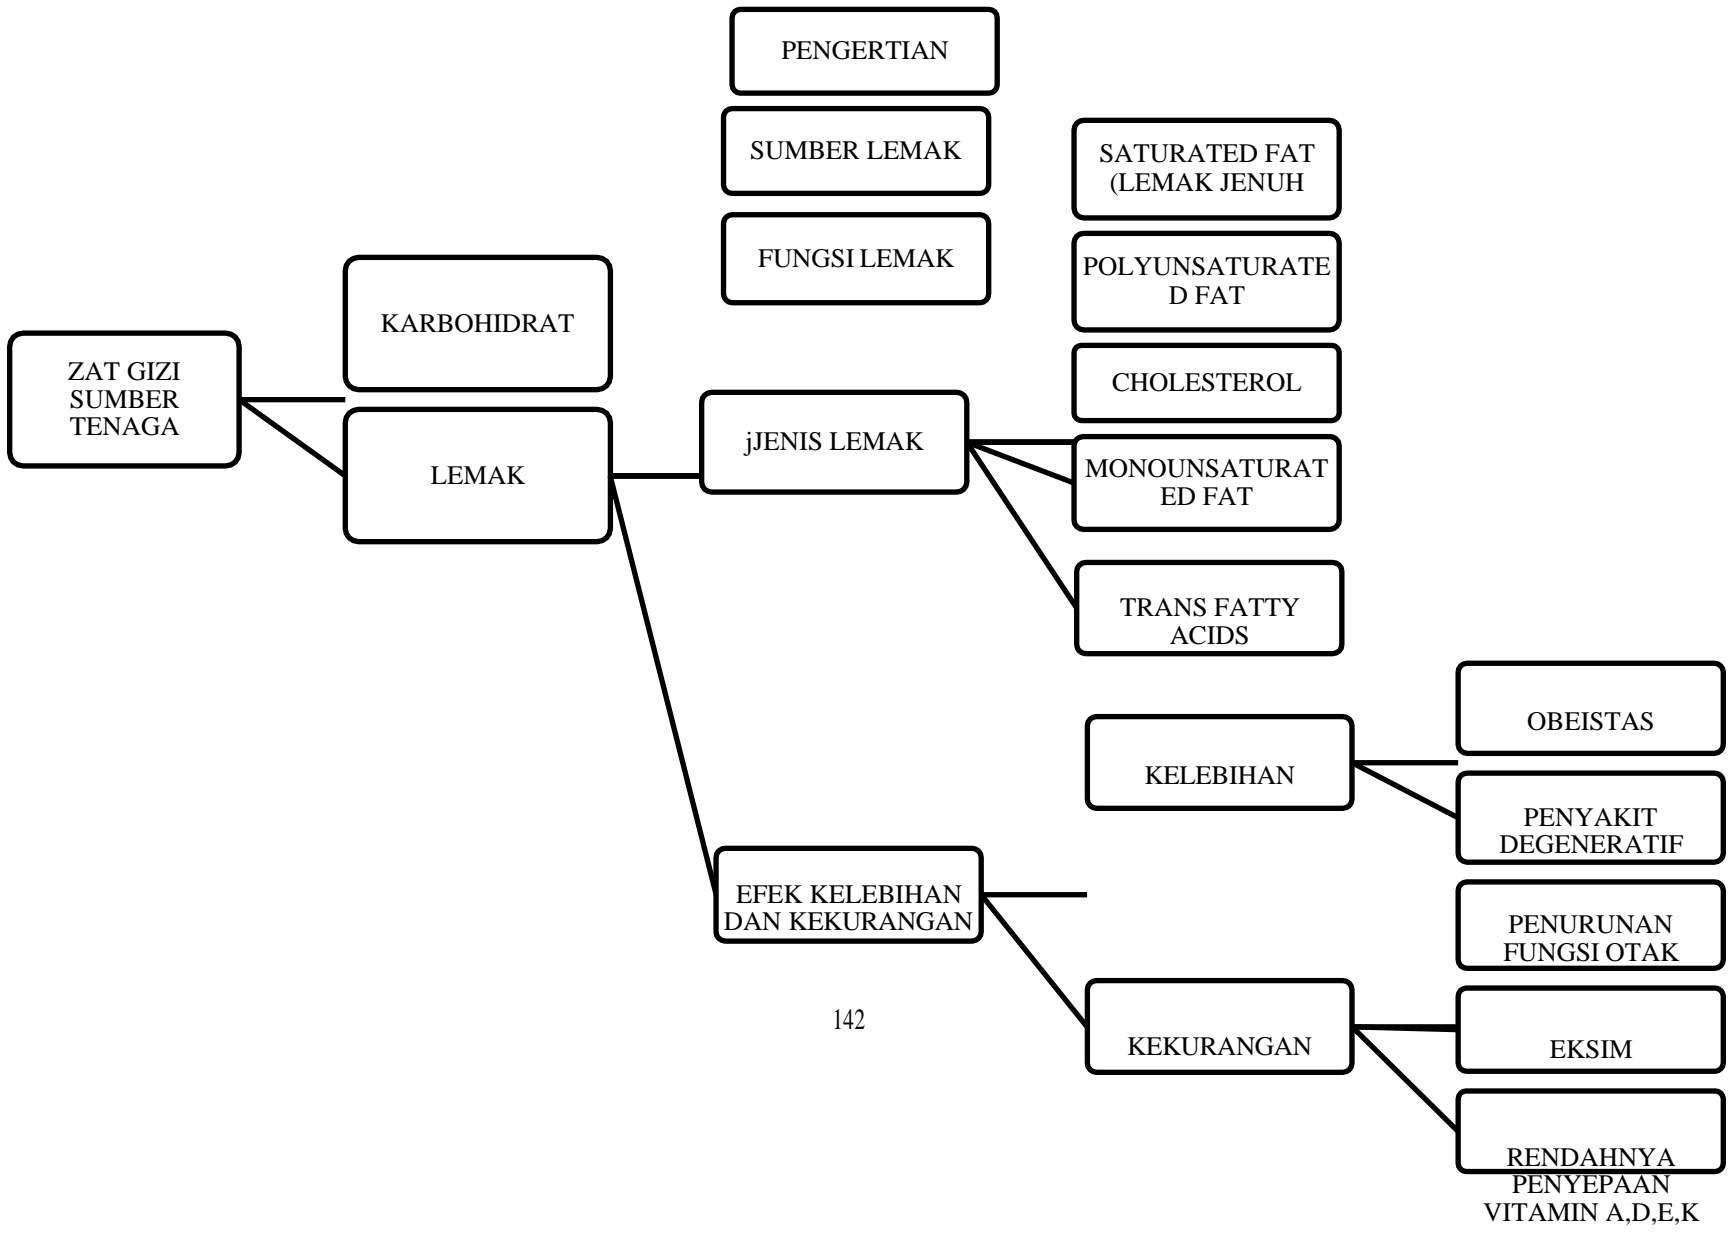 PENGERTIAN
SUMBER LEMAK
FUNGSI LEMAK
SATURATED FAT
(LEMAK JENUH
POLYUNSATURATE
D FAT
CHOLESTEROL
MONOUNSATURAT
ED FAT
TRANS FATTY
ACIDS
KARBOHIDRAT
ZAT GIZI
SUMBER
TENAGA
LEMAK
jJENIS LEMAK
OBEISTAS
KELEBIHAN
PENYAKIT
DEGENERATIF
EFEK KELEBIHAN
DAN KEKURANGAN
PENURUNAN
FUNGSI OTAK
KEKURANGAN
EKSIM
RENDAHNYA
PENYEPAAN
VITAMIN A,D,E,K
142